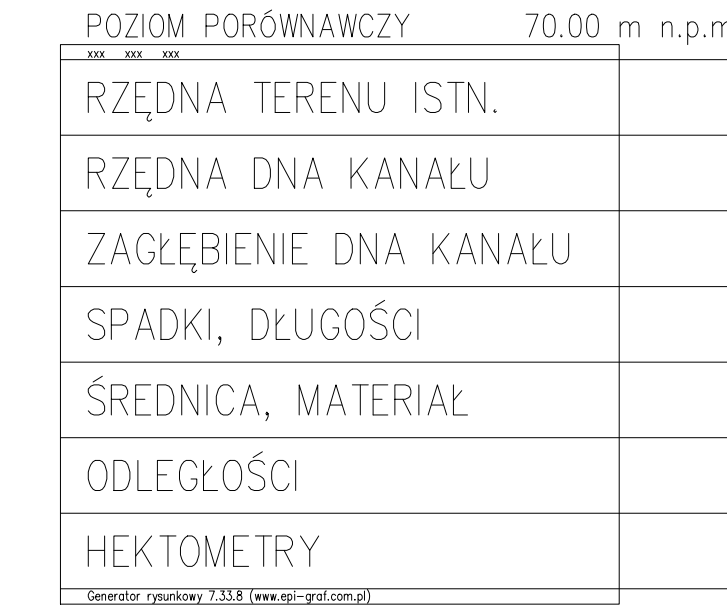 POZIOM PORÓWNAWCZY 70.00 m n.p.m
xxx xxx xxx
RZĘDNA TERENU ISTN.
RZĘDNA DNA KANAŁU
ZAGŁĘBIENIE DNA KANAŁU
SPADKI, DŁUGOŚCI
ŚREDNICA, MATERIAŁ
ODLEGŁOŚCI
HEKTOMETRY
Generator rysunkowy 7.33.8 (www.epi-graf.com.pl)